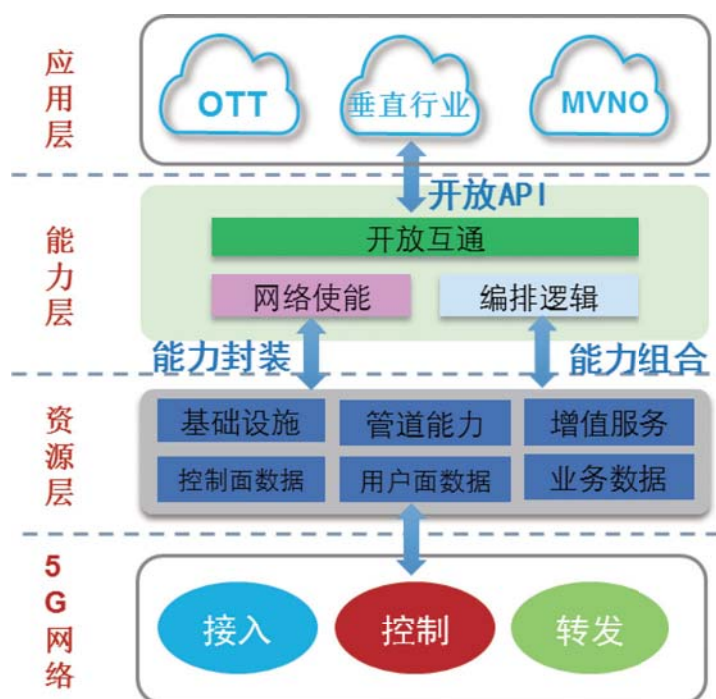 应用层
OTT
垂直行业
MVNO
开放API
能力层
开放互通
网络使能
编排逻辑
能力封装
能力组合
资源层
基础设施
管道能力
增值服务
控制面数据
用户面数据
业务数据
5G网络
接入
控制
转发